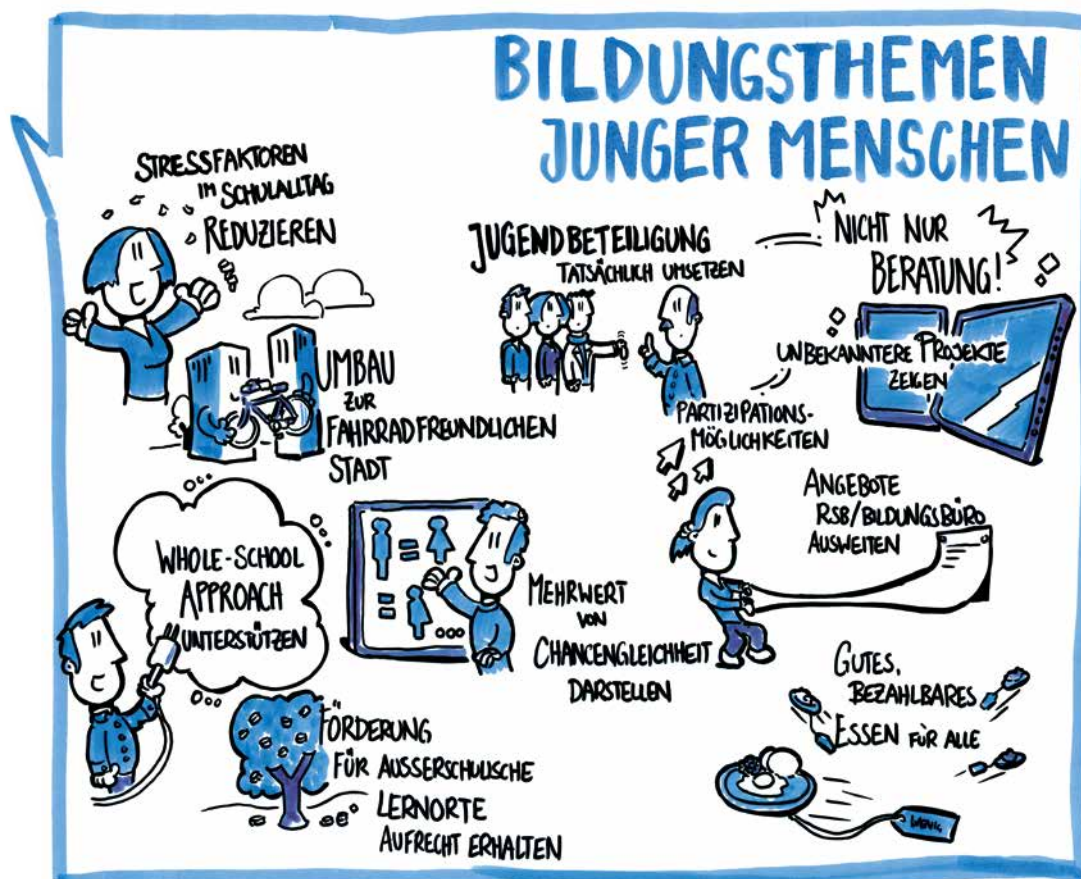 BILDUNGSTHEMEN
JUNGER MENSCHEN
STRESSFAKTOREN
IM SCHULALLTAG
REDUZIEREN
JUGENDBETEILIGUNG
TATSÄCHLICH UMSETZEN
NICHT NUR
BERATUNG!
UNBEKANNTERE PROJEKTE
ZEIGEN
PARTIZIPATIONS-
MÖGLICHKEITEN
UMBAU
ZUR
FAHRRADFREUNDLICHEN
STADT
ANGEBOTE
RSB/BILDUNGSBÜRO
AUSWEITEN
WHOLE-SCHOOL
APPROACH
UNTERSTÜTZEN
MEHRWERT
VON
CHANCENGLEICHHEIT
DARSTELLEN
GUTES,
BEZAHLBARES
ESSEN FÜR ALLE
FÖRDERUNG
FÜR AUSSERSCHULISCHE
LERNORTE
AUFRECHT ERHALTEN